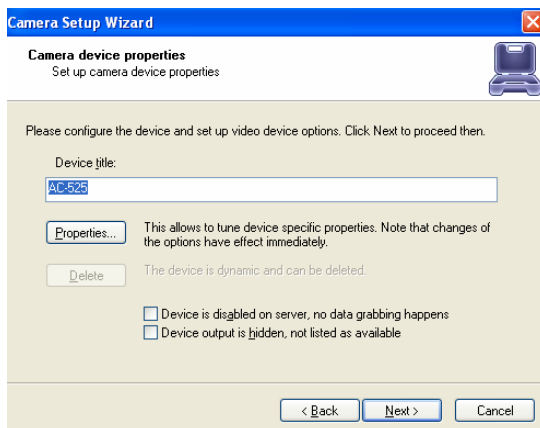 Camera Setup Wizard
Camera device properties
Set up camera device properties
Please configure the device and set up video device options. Click Next to proceed then.
Device title:
AC-525
Properties...
This allows to tune device specific properties. Note that changes of
the options have effect immediately.
Delete
The device is dynamic and can be deleted.
Device is disabled on server, no data grabbing happens
Device output is hidden, not listed as available
< Back
Next >
Cancel